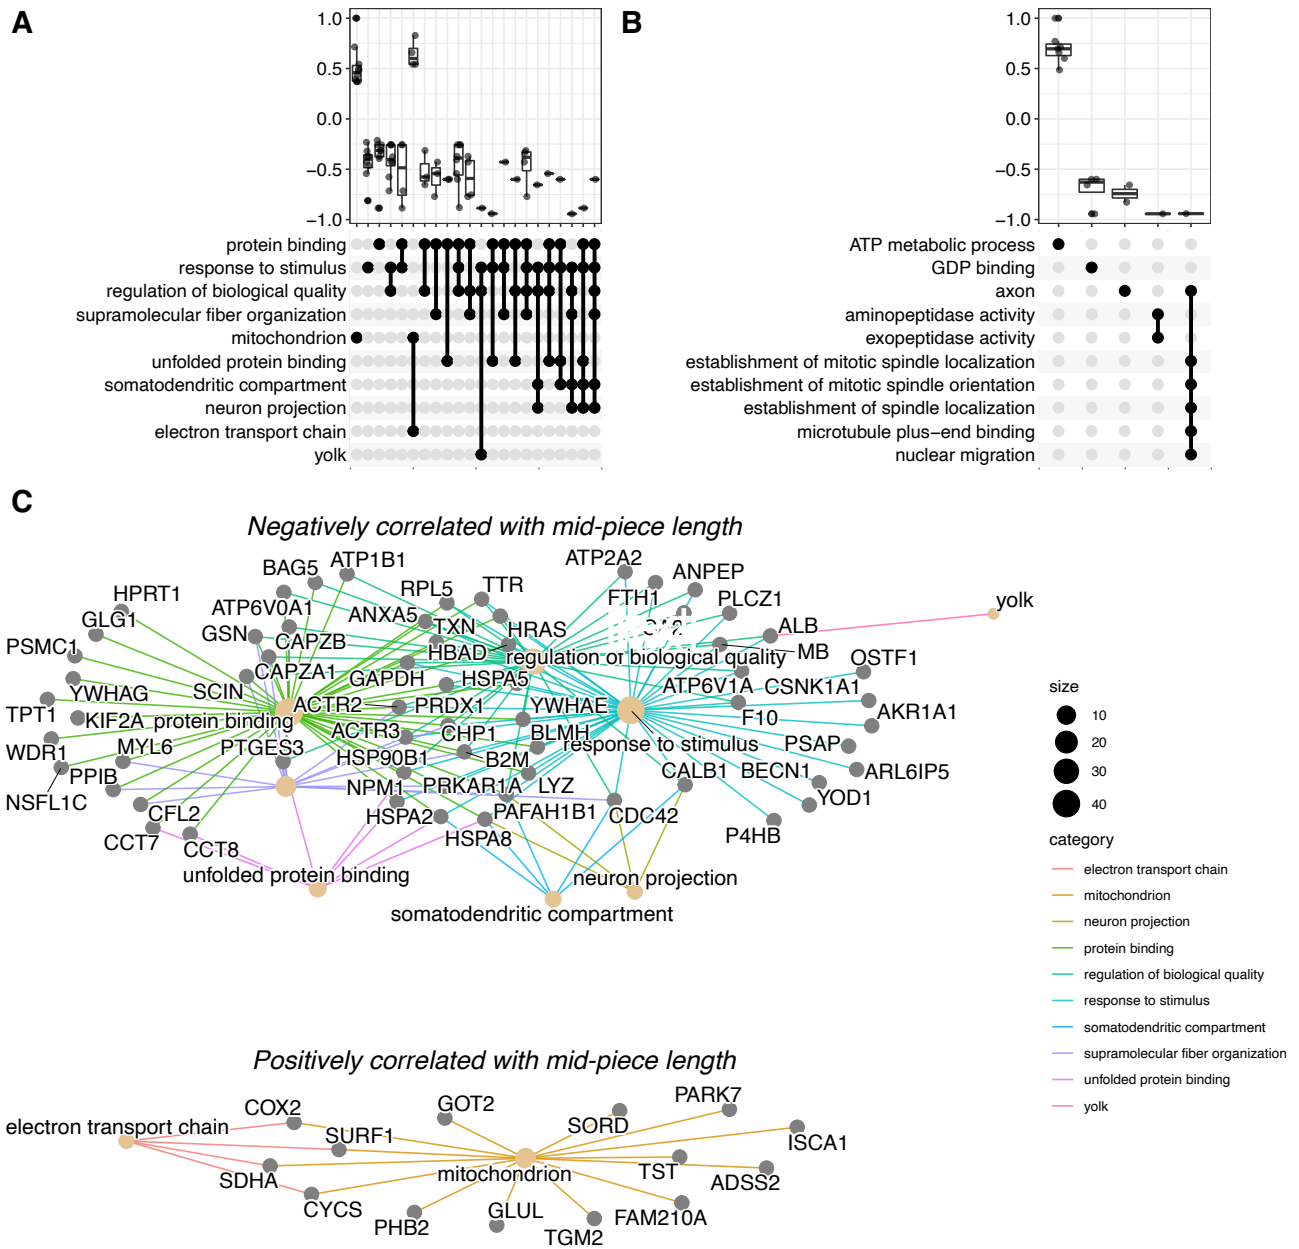 A
1.0
0.5
0.0
−0.5
−1.0
protein binding
response to stimulus
regulation of biological quality
supramolecular fiber organization
mitochondrion
unfolded protein binding
somatodendritic compartment
neuron projection
electron transport chain
yolk
B
1.0
0.5
0.0
−0.5
−1.0
ATP metabolic process
GDP binding
axon
aminopeptidase activity
exopeptidase activity
establishment of mitotic spindle localization
establishment of mitotic spindle orientation
establishment of spindle localization
microtubule plus−end binding
nuclear migration
C
Negatively correlated with mid-piece length
BAG5
ATP1B1
ATP2A2
ANPEP
HPRT1
RPL5
TTR
FTH1
PLCZ1
yolk
GLG1
ATP6V0A1
ANXA5
TXN
HRAS
CA2
ALB
PSMC1
GSN
CAPZB
HBAD
regulation of biological quality
MB
OSTF1
YWHAG
SCIN
CAPZA1
GAPDH
HSPA5
ATP6V1A
CSNK1A1
TPT1
KIF2A
protein binding
ACTR2
PRDX1
YWHAE
F10
AKR1A1
WDR1
MYL6
PTGES3
ACTR3
CHP1
BLMH
response to stimulus
PSAP
PPIB
HSP90B1
B2M
CALB1
BECN1
ARL6IP5
NSFL1C
CFL2
NPM1
PRKAR1A
LYZ
YOD1
CCT7
CCT8
HSPA2
PAFAH1B1
CDC42
P4HB
HSPA8
unfolded protein binding
neuron projection
somatodendritic compartment
size
10
20
30
40
category
electron transport chain
mitochondrion
neuron projection
protein binding
regulation of biological quality
response to stimulus
somatodendritic compartment
supramolecular fiber organization
unfolded protein binding
yolk
Positively correlated with mid-piece length
electron transport chain
COX2
GOT2
SORD
PARK7
SURF1
ISCA1
SDHA
mitochondrion
TST
ADSS2
CYCS
PHB2
GLUL
TGM2
FAM210A